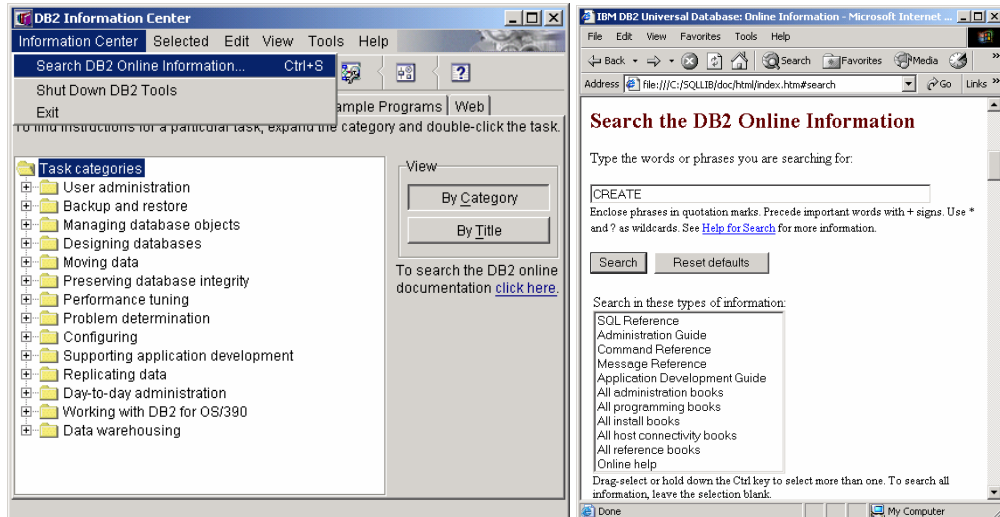 DB2 Information Center
Information Center Selected Edit View Tools Help
Search DB2 Online Information... Ctrl+S
Shut Down DB2 Tools
Exit
ample Programs Web
To find instructions for a particular task, expand the category and double-click the task.
Task categories
User administration
Backup and restore
Managing database objects
Designing databases
Moving data
Preserving database integrity
Performance tuning
Problem determination
Configuring
Supporting application development
Replicating data
Day-to-day administration
Working with DB2 for OS/390
Data warehousing
View
By Category
By Title
To search the DB2 online
documentation click here.
IBM DB2 Universal Database: Online Information - Microsoft Internet ...
File Edit View Favorites Tools Help
Back Search Favorites Media »
Address file:///C:/SQLLIB/doc/html/index.htm#search Go Links »
Search the DB2 Online Information
Type the words or phrases you are searching for:
CREATE
Enclose phrases in quotation marks. Precede important words with + signs. Use *
and ? as wildcards. See Help for Search for more information.
Search Reset defaults
Search in these types of information:
SQL Reference
Administration Guide
Command Reference
Message Reference
Application Development Guide
All administration books
All programming books
All install books
All host connectivity books
All reference books
Online help
Drag-select or hold down the Ctrl key to select more than one. To search all
information, leave the selection blank.
Done My Computer